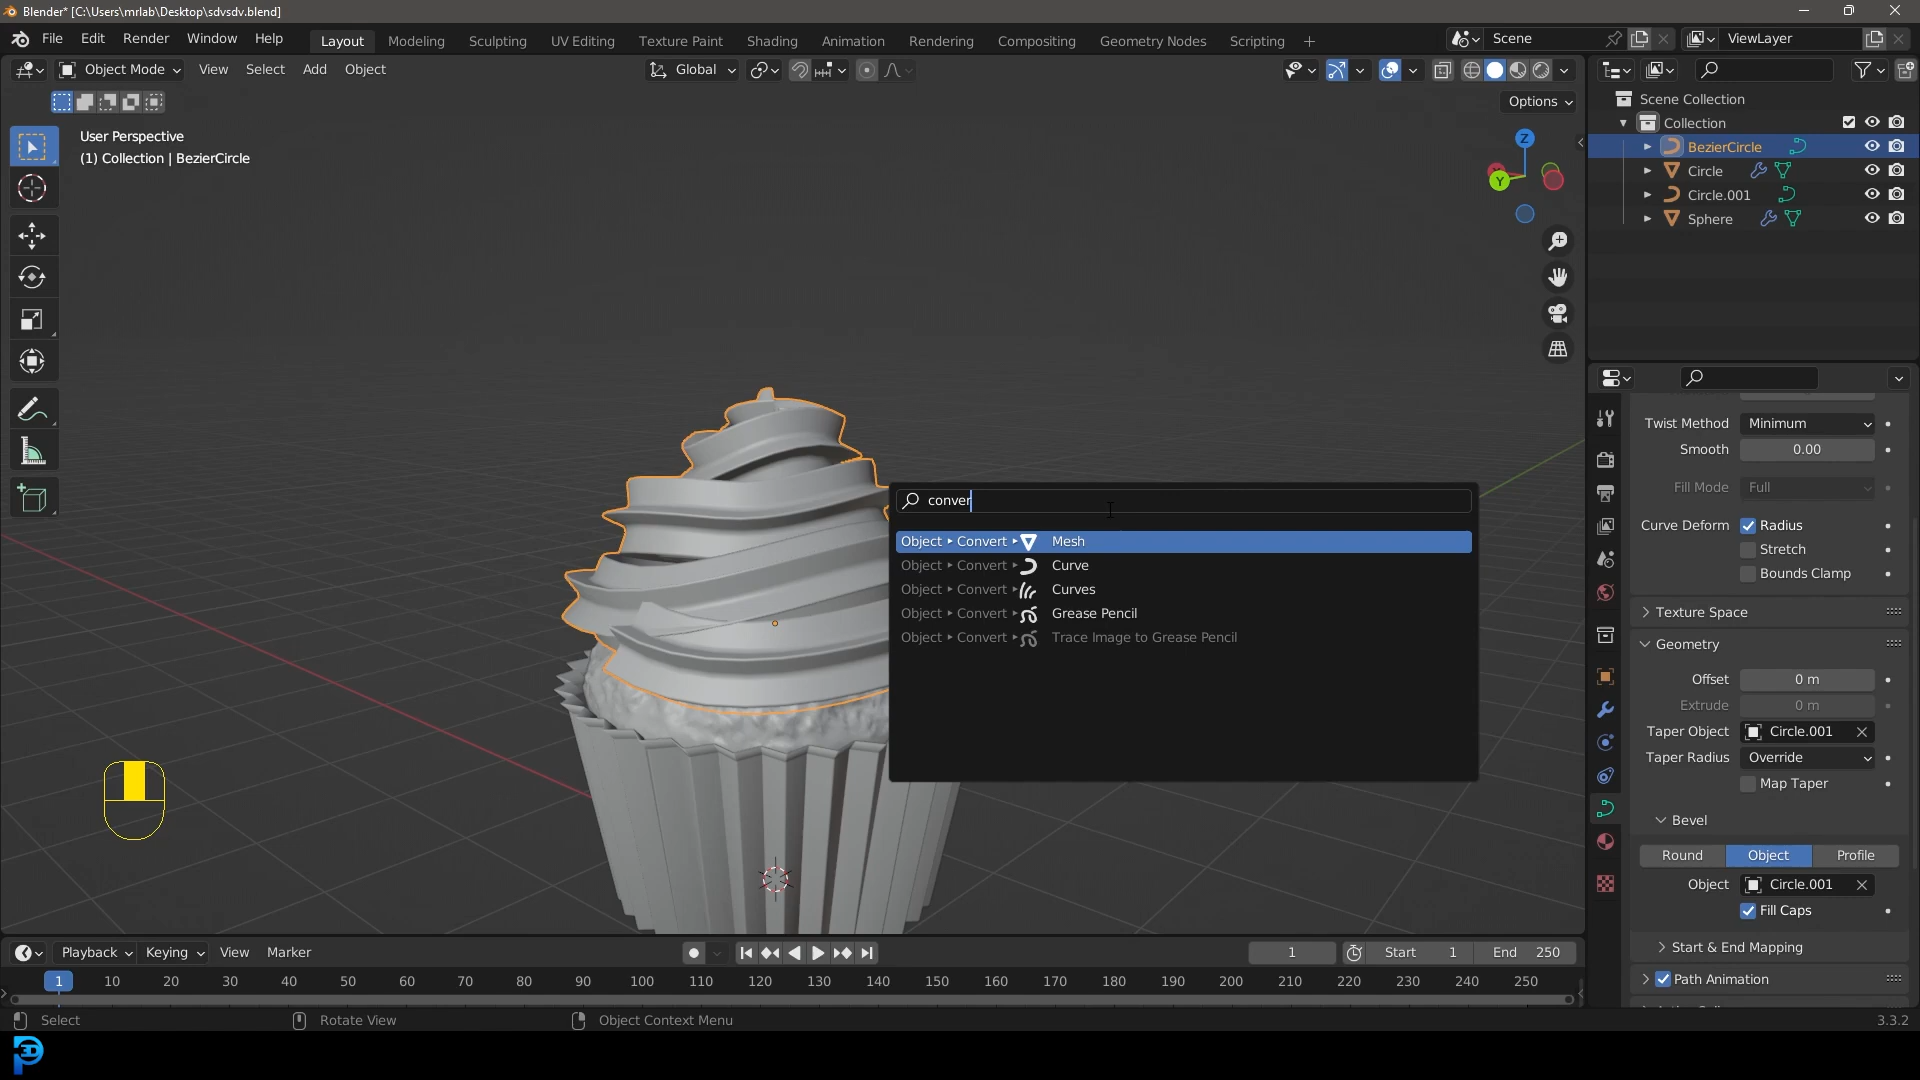 Blender* [C:\Users\mrlab\Desktop\sdvsdv.blend]
File Edit Render Window Help
Layout Modeling Sculpting UV Editing Texture Paint Shading Animation Rendering Compositing Geometry Nodes Scripting +
Scene
ViewLayer
Object Mode View Select Add Object
Global
Options
User Perspective
(1) Collection | BezierCircle
Z
Y
Scene Collection
Collection
BezierCircle
Circle
Circle.001
Sphere
conver
Object Convert Mesh
Object Convert Curve
Object Convert Curves
Object Convert Grease Pencil
Object Convert Trace Image to Grease Pencil
Twist Method Minimum
Smooth 0.00
Fill Mode Full
Curve Deform Radius
Stretch
Bounds Clamp
Texture Space
Geometry
Offset 0 m
Extrude 0 m
Taper Object Circle.001
Taper Radius Override
Map Taper
Bevel
Round Object Profile
Object Circle.001
Fill Caps
Start & End Mapping
Path Animation
Playback Keying View Marker
1 Start 1 End 250
1 10 20 30 40 50 60 70 80 90 100 110 120 130 140 150 160 170 180 190 200 210 220 230 240 250
Select Rotate View Object Context Menu
3.3.2